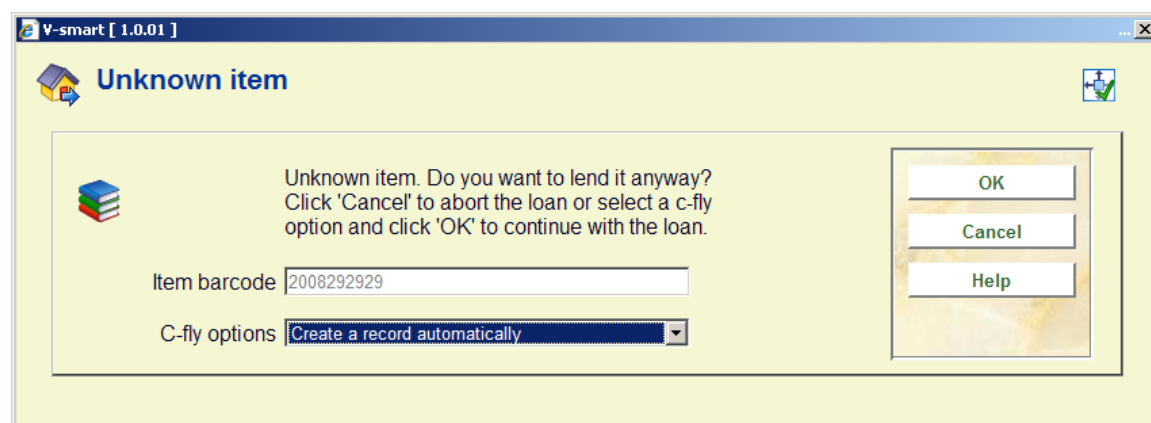 V-smart [ 1.0.01 ]
...
Unknown item
Unknown item. Do you want to lend it anyway?
Click 'Cancel' to abort the loan or select a c-fly
option and click 'OK' to continue with the loan.
Item barcode 2008292929
C-fly options Create a record automatically
OK
Cancel
Help